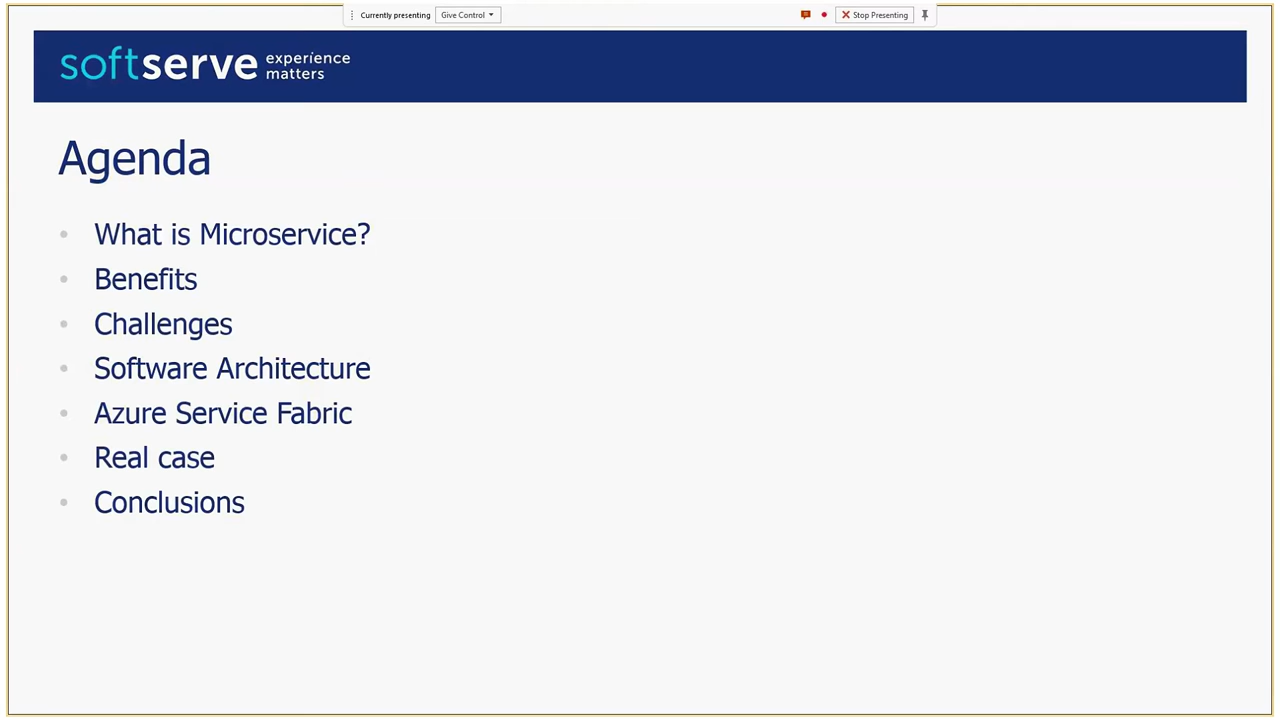 Currently presenting Give Control Stop Presenting
softserve experience matters
Agenda
• What is Microservice?
• Benefits
• Challenges
• Software Architecture
• Azure Service Fabric
• Real case
• Conclusions